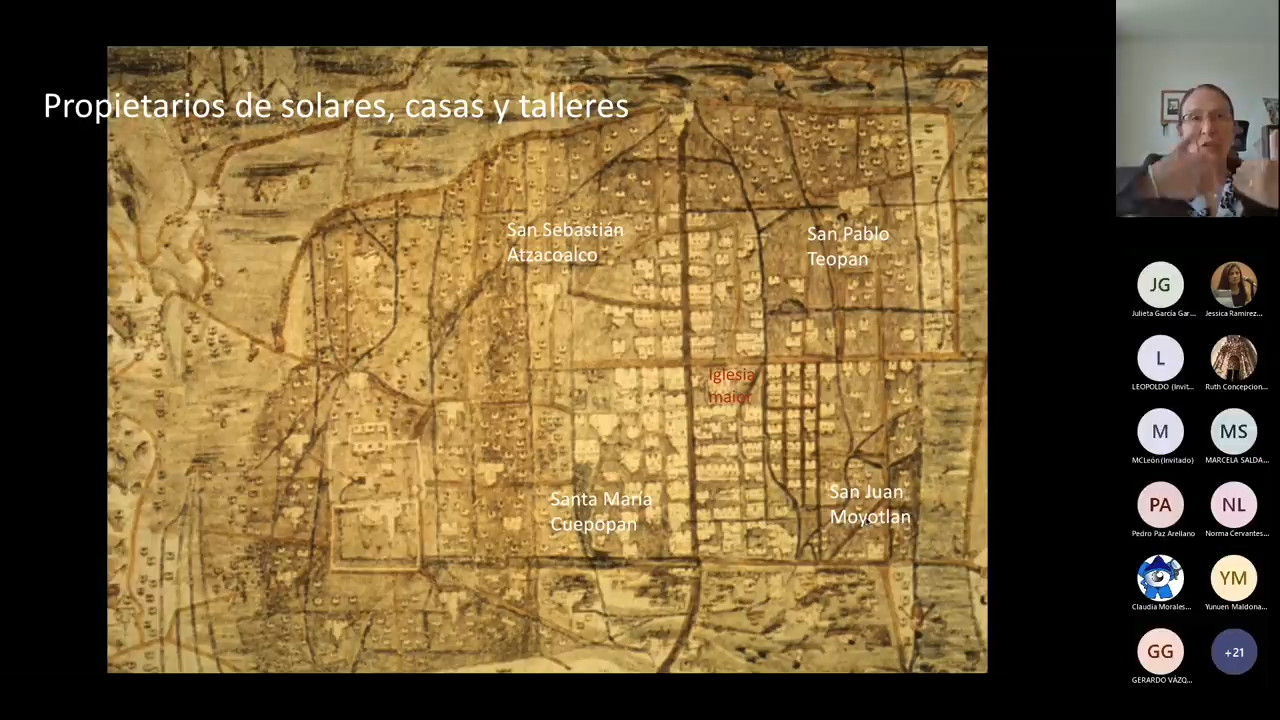 Propietarios de solares, casas y talleres
San Sebastián
Atzacoalco
San Pablo
Teopan
Iglesia
maior
Santa María
Cuepopan
San Juan
Moyotlan
JG
Julieta García Gar...
Jessica Ramirez...
L
LEOPOLDO (Invit...
Ruth Concepcion...
M
MCLeón (Invitado)
MS
MARCELA SALDA...
PA
Pedro Paz Arellano
NL
Norma Cervantes...
Claudia Morales...
YM
Yunuen Maldona...
GG
GERARDO VÁZQ...
+21